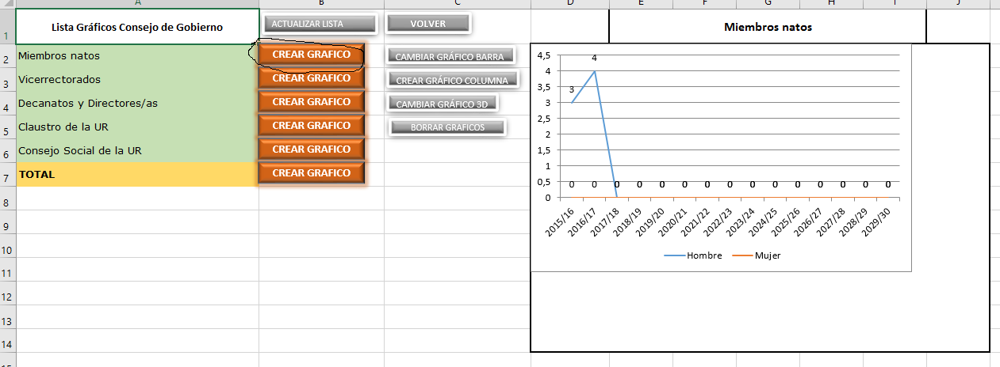 A B C D E F G H I J
1 Lista Gráficos Consejo de Gobierno ACTUALIZAR LISTA VOLVER Miembros natos
2 Miembros natos CREAR GRAFICO CAMBIAR GRÁFICO BARRA
3 Vicerrectorados CREAR GRAFICO CREAR GRÁFICO COLUMNA
4 Decanatos y Directores/as CREAR GRAFICO CAMBIAR GRÁFICO 3D
5 Claustro de la UR CREAR GRAFICO BORRAR GRAFICOS
6 Consejo Social de la UR CREAR GRAFICO
7 TOTAL CREAR GRAFICO
8
9
10
11
12
13
14
4,5
4
3,5
3
2,5
2
1,5
1
0,5
0
3 4
0 0 0 0 0 0 0 0 0 0 0 0 0 0 0
2015/16 2016/17 2017/18 2018/19 2019/20 2020/21 2021/22 2022/23 2023/24 2024/25 2025/26 2026/27 2027/28 2028/29 2029/30
Hombre Mujer